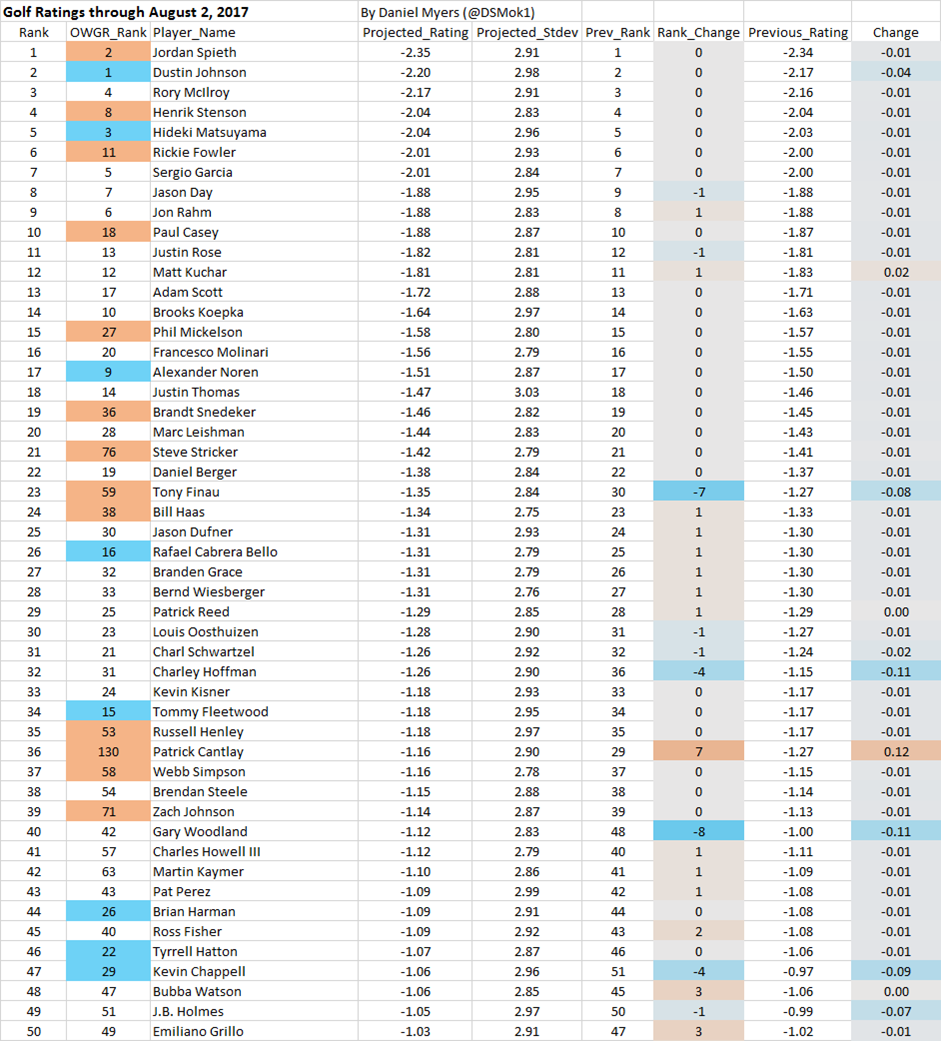 Golf Ratings through August 2, 2017 By Daniel Myers (@DSMok1)
Rank OWGR_Rank Player_Name Projected_Rating Projected_Stdev Prev_Rank Rank_Change Previous_Rating Change
1 2 Jordan Spieth -2.35 2.91 1 0 -2.34 -0.01
2 1 Dustin Johnson -2.20 2.98 2 0 -2.17 -0.04
3 4 Rory McIlroy -2.17 2.91 3 0 -2.16 -0.01
4 8 Henrik Stenson -2.04 2.83 4 0 -2.04 -0.01
5 3 Hideki Matsuyama -2.04 2.96 5 0 -2.03 -0.01
6 11 Rickie Fowler -2.01 2.93 6 0 -2.00 -0.01
7 5 Sergio Garcia -2.01 2.84 7 0 -2.00 -0.01
8 7 Jason Day -1.88 2.95 9 -1 -1.88 -0.01
9 6 Jon Rahm -1.88 2.83 8 1 -1.88 -0.01
10 18 Paul Casey -1.88 2.87 10 0 -1.87 -0.01
11 13 Justin Rose -1.82 2.81 12 -1 -1.81 -0.01
12 12 Matt Kuchar -1.81 2.81 11 1 -1.83 0.02
13 17 Adam Scott -1.72 2.88 13 0 -1.71 -0.01
14 10 Brooks Koepka -1.64 2.97 14 0 -1.63 -0.01
15 27 Phil Mickelson -1.58 2.80 15 0 -1.57 -0.01
16 20 Francesco Molinari -1.56 2.79 16 0 -1.55 -0.01
17 9 Alexander Noren -1.51 2.87 17 0 -1.50 -0.01
18 14 Justin Thomas -1.47 3.03 18 0 -1.46 -0.01
19 36 Brandt Snedeker -1.46 2.82 19 0 -1.45 -0.01
20 28 Marc Leishman -1.44 2.83 20 0 -1.43 -0.01
21 76 Steve Stricker -1.42 2.79 21 0 -1.41 -0.01
22 19 Daniel Berger -1.38 2.84 22 0 -1.37 -0.01
23 59 Tony Finau -1.35 2.84 30 -7 -1.27 -0.08
24 38 Bill Haas -1.34 2.75 23 1 -1.33 -0.01
25 30 Jason Dufner -1.31 2.93 24 1 -1.30 -0.01
26 16 Rafael Cabrera Bello -1.31 2.79 25 1 -1.30 -0.01
27 32 Branden Grace -1.31 2.79 26 1 -1.30 -0.01
28 33 Bernd Wiesberger -1.31 2.76 27 1 -1.30 -0.01
29 25 Patrick Reed -1.29 2.85 28 1 -1.29 0.00
30 23 Louis Oosthuizen -1.28 2.90 31 -1 -1.27 -0.01
31 21 Charl Schwartzel -1.26 2.92 32 -1 -1.24 -0.02
32 31 Charley Hoffman -1.26 2.90 36 -4 -1.15 -0.11
33 24 Kevin Kisner -1.18 2.93 33 0 -1.17 -0.01
34 15 Tommy Fleetwood -1.18 2.95 34 0 -1.17 -0.01
35 53 Russell Henley -1.18 2.97 35 0 -1.17 -0.01
36 130 Patrick Cantlay -1.16 2.90 29 7 -1.27 0.12
37 58 Webb Simpson -1.16 2.78 37 0 -1.15 -0.01
38 54 Brendan Steele -1.15 2.88 38 0 -1.14 -0.01
39 71 Zach Johnson -1.14 2.87 39 0 -1.13 -0.01
40 42 Gary Woodland -1.12 2.83 48 -8 -1.00 -0.11
41 57 Charles Howell III -1.12 2.79 40 1 -1.11 -0.01
42 63 Martin Kaymer -1.10 2.86 41 1 -1.09 -0.01
43 43 Pat Perez -1.09 2.99 42 1 -1.08 -0.01
44 26 Brian Harman -1.09 2.91 44 0 -1.08 -0.01
45 40 Ross Fisher -1.09 2.92 43 2 -1.08 -0.01
46 22 Tyrrell Hatton -1.07 2.87 46 0 -1.06 -0.01
47 29 Kevin Chappell -1.06 2.96 51 -4 -0.97 -0.09
48 47 Bubba Watson -1.06 2.85 45 3 -1.06 0.00
49 51 J.B. Holmes -1.05 2.97 50 -1 -0.99 -0.07
50 49 Emiliano Grillo -1.03 2.91 47 3 -1.02 -0.01